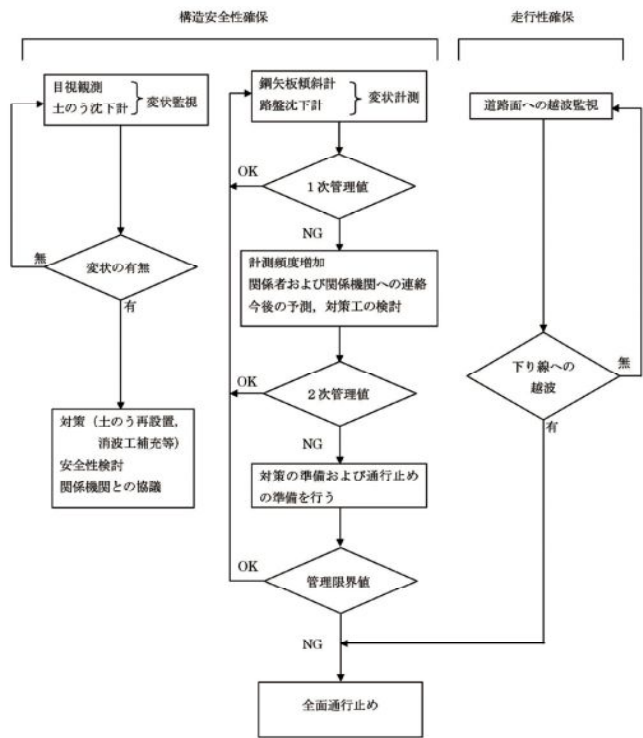 構造安全性確保
走行性確保
目視観測
土のう沈下計
変状監視
鋼矢板傾斜計
路盤沈下計
変状計測
道路面への越波監視
OK
1次管理値
NG
無
変状の有無
有
計測頻度増加
関係者および関係機関への連絡
今後の予測，対策工の検討
OK
2次管理値
NG
下り線への
越波
無
有
対策（土のう再設置，
消波工補充等）
安全性検討
関係機関との協議
対策の準備および通行止め
の準備を行う
OK
管理限界値
NG
全面通行止め